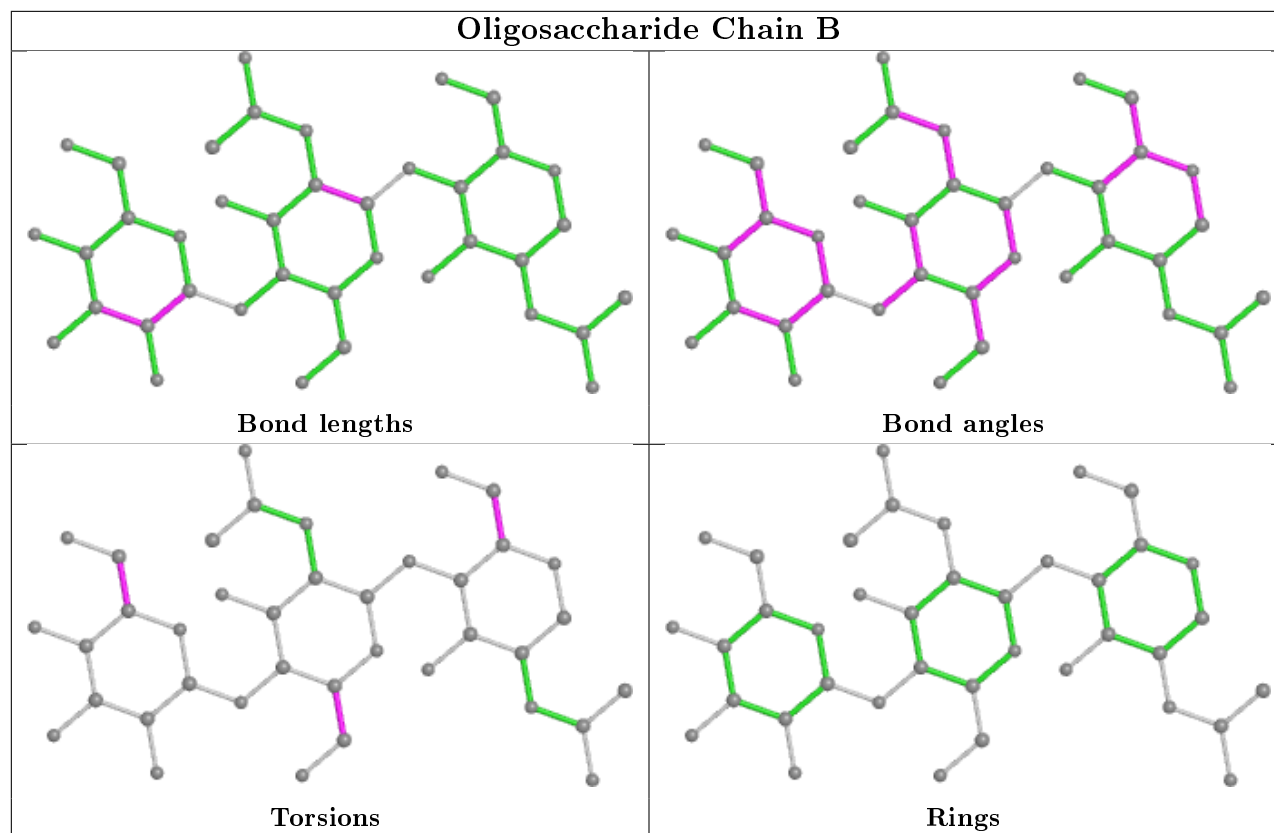 Oligosaccharide Chain B
Bond lengths
Bond angles
Torsions
Rings